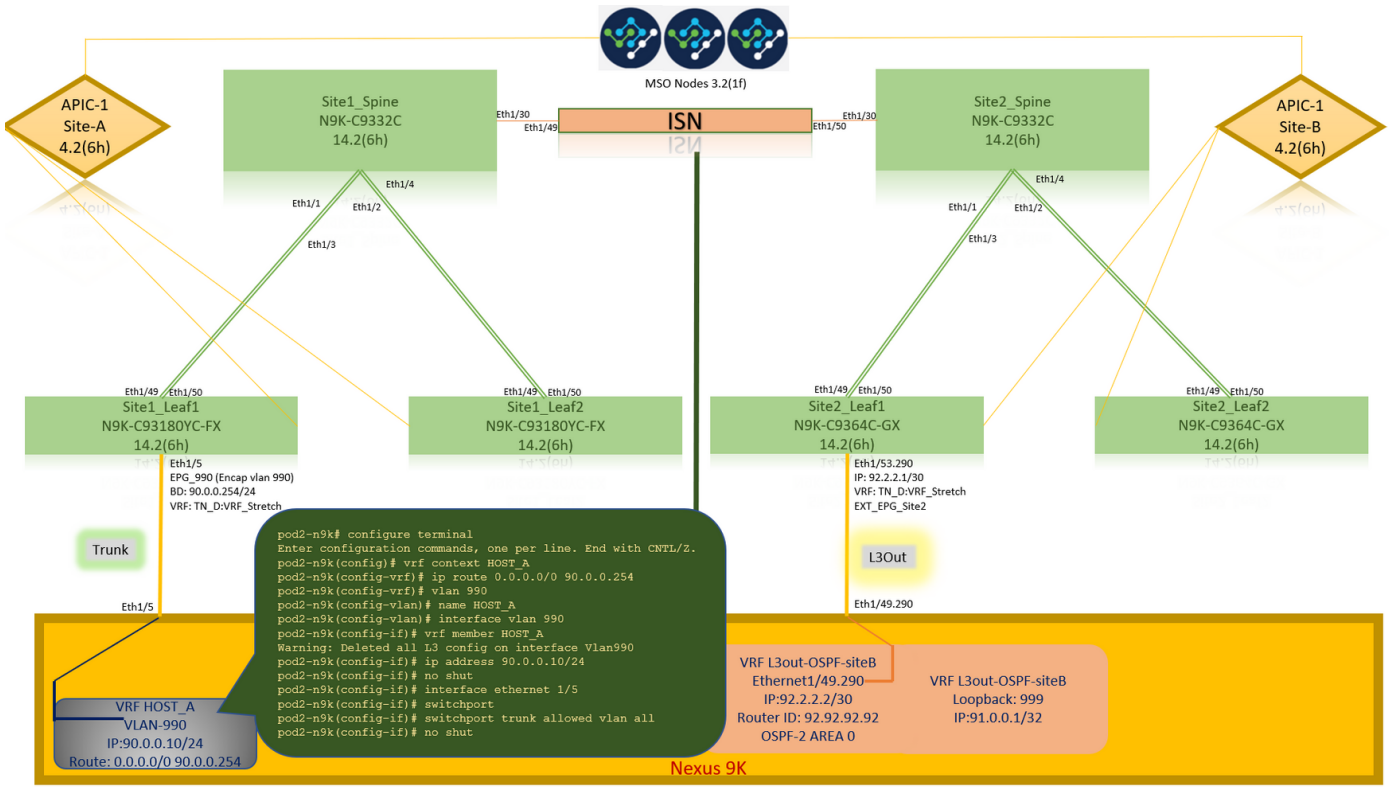 MSO Nodes 3.2(1f)
APIC-1
Site-A
4.2(6h)
Site1_Spine
N9K-C9332C
14.2(6h)
Eth1/30
Eth1/49
ISN
Eth1/30
Eth1/50
Site2_Spine
N9K-C9332C
14.2(6h)
APIC-1
Site-B
4.2(6h)
Eth1/4
Eth1/1
Eth1/2
Eth1/3
Eth1/4
Eth1/1
Eth1/2
Eth1/3
Eth1/49
Eth1/50
Site1_Leaf1
N9K-C93180YC-FX
14.2(6h)
Eth1/49
Eth1/50
Site1_Leaf2
N9K-C93180YC-FX
14.2(6h)
Eth1/49
Eth1/50
Site2_Leaf1
N9K-C9364C-GX
14.2(6h)
Eth1/49
Eth1/50
Site2_Leaf2
N9K-C9364C-GX
14.2(6h)
Eth1/5
EPG_990 (Encap vlan 990)
BD: 90.0.0.254/24
VRF: TN_D:VRF_Stretch
Eth1/53.290
IP: 92.2.2.1/30
VRF: TN_D:VRF_Stretch
EXT_EPG_Site2
Trunk
L3Out
Eth1/5
Eth1/49.290
pod2-n9k# configure terminal
Enter configuration commands, one per line. End with CNTL/Z.
pod2-n9k(config)# vrf context HOST_A
pod2-n9k(config-vrf)# ip route 0.0.0.0/0 90.0.0.254
pod2-n9k(config-vrf)# vlan 990
pod2-n9k(config-vlan)# name HOST_A
pod2-n9k(config-vlan)# interface vlan 990
pod2-n9k(config-if)# vrf member HOST_A
Warning: Deleted all L3 config on interface Vlan990
pod2-n9k(config-if)# ip address 90.0.0.10/24
pod2-n9k(config-if)# no shut
pod2-n9k(config-if)# interface ethernet 1/5
pod2-n9k(config-if)# switchport
pod2-n9k(config-if)# switchport trunk allowed vlan all
pod2-n9k(config-if)# no shut
VRF HOST_A
VLAN-990
IP:90.0.0.10/24
Route: 0.0.0.0/0 90.0.0.254
VRF L3out-OSPF-siteB
Ethernet1/49.290
IP:92.2.2.2/30
Router ID: 92.92.92.92
OSPF-2 AREA 0
VRF L3out-OSPF-siteB
Loopback: 999
IP:91.0.0.1/32
Nexus 9K